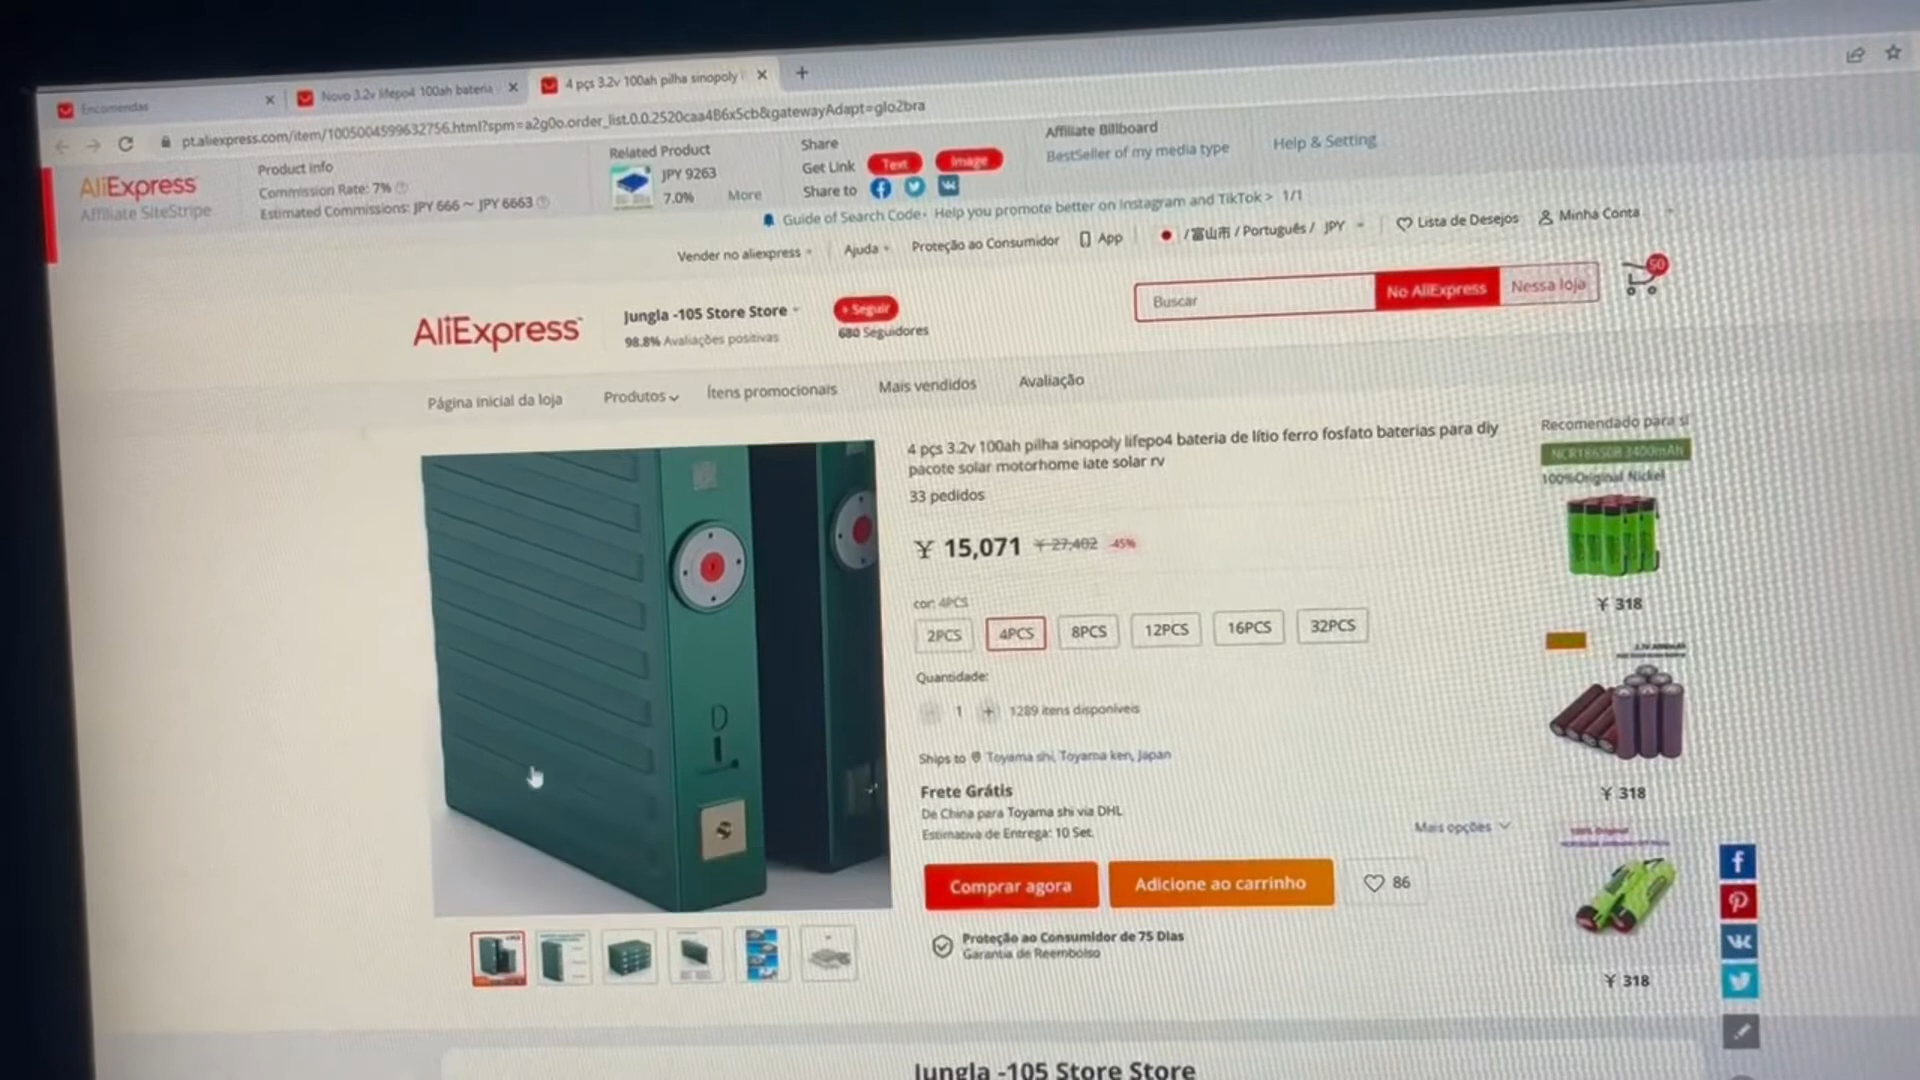 Encomendas
Novo 3.2v lifepo4 100ah bateria
4 pçs 3.2v 100ah pilha sinopoly
pt.aliexpress.com/item/1005004599632756.html?spm=a2g0o.order_list.0.0.2520caa4B6x5cb&gatewayAdapt=glo2bra
AliExpress
Affiliate SiteStripe
Product info
Commission Rate: 7%
Estimated Commissions: JPY 666 ~ JPY 6663
Related Product
JPY 9263
7.0%
More
Share
Get Link
Text
Image
Share to
Affiliate Billboard
BestSeller of my media type
Help & Setting
Guide of Search Code· Help you promote better on Instagram and TikTok > 1/1
Vender no aliexpress
Ajuda
Proteção ao Consumidor
App
/富山市 / Português / JPY
Lista de Desejos
Minha Conta
AliExpress
Jungla -105 Store Store
98.8% Avaliações positivas
+ Seguir
680 Seguidores
Buscar
No AliExpress
Nessa loja
50
Página inicial da loja
Produtos
Ítens promocionais
Mais vendidos
Avaliação
4 pçs 3.2v 100ah pilha sinopoly lifepo4 bateria de lítio ferro fosfato baterias para diy
pacote solar motorhome iate solar rv
33 pedidos
¥ 15,071 ¥ 27,402 -45%
cor: 4PCS
2PCS
4PCS
8PCS
12PCS
16PCS
32PCS
Quantidade:
1
1289 itens disponíveis
Ships to Toyama shi, Toyama ken, Japan
Frete Grátis
De China para Toyama shi via DHL
Estimativa de Entrega: 10 Set.
Mais opções
Comprar agora
Adicione ao carrinho
86
Proteção ao Consumidor de 75 Dias
Garantia de Reembolso
Recomendado para si
NCR18650B 3400mAh
100%Original Nickel
¥ 318
¥ 318
100% Original
¥ 318
Jungla -105 Store Store